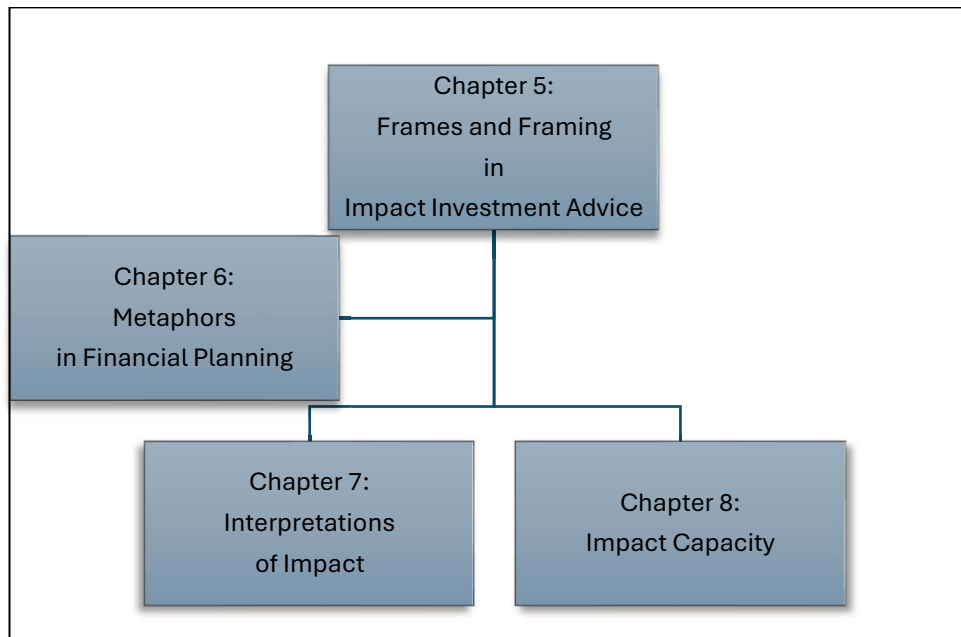 Chapter 5:
Frames and Framing
in
Impact Investment Advice
Chapter 6:
Metaphors
in Financial Planning
Chapter 7:
Interpretations
of Impact
Chapter 8:
Impact Capacity